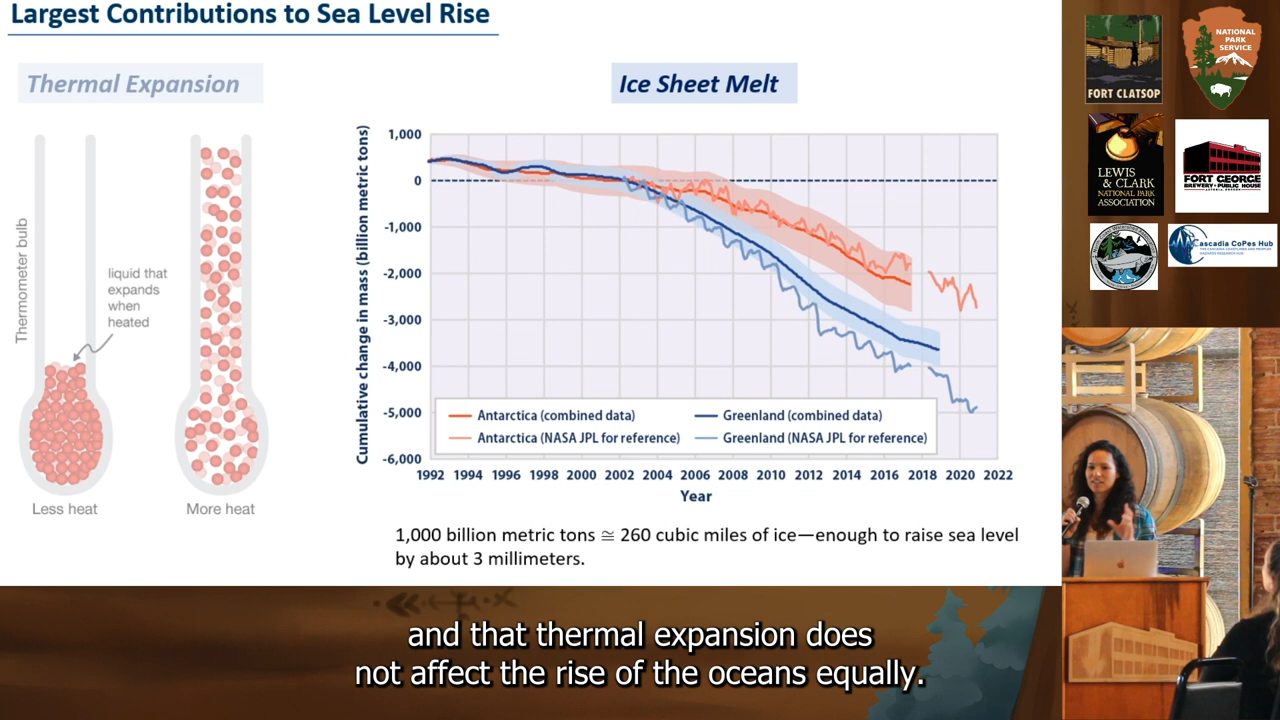 Largest Contributions to Sea Level Rise
Thermal Expansion
Ice Sheet Melt
Thermometer bulb
liquid that
expands
when
heated
Less heat
More heat
Cumulative change in mass (billion metric tons)
1,000
0
-1,000
-2,000
-3,000
-4,000
-5,000
-6,000
Antarctica (combined data)
Greenland (combined data)
Antarctica (NASA JPL for reference)
Greenland (NASA JPL for reference)
1992 1994 1996 1998 2000 2002 2004 2006 2008 2010 2012 2014 2016 2018 2020 2022
Year
1,000 billion metric tons ≅ 260 cubic miles of ice—enough to raise sea level
by about 3 millimeters.
FORT CLATSOP
NATIONAL
PARK
SERVICE
LEWIS
& CLARK
NATIONAL PARK
ASSOCIATION
FORT GEORGE
BREWERY + PUBLIC HOUSE
Cascadia CoPes Hub
and that thermal expansion does
not affect the rise of the oceans equally.